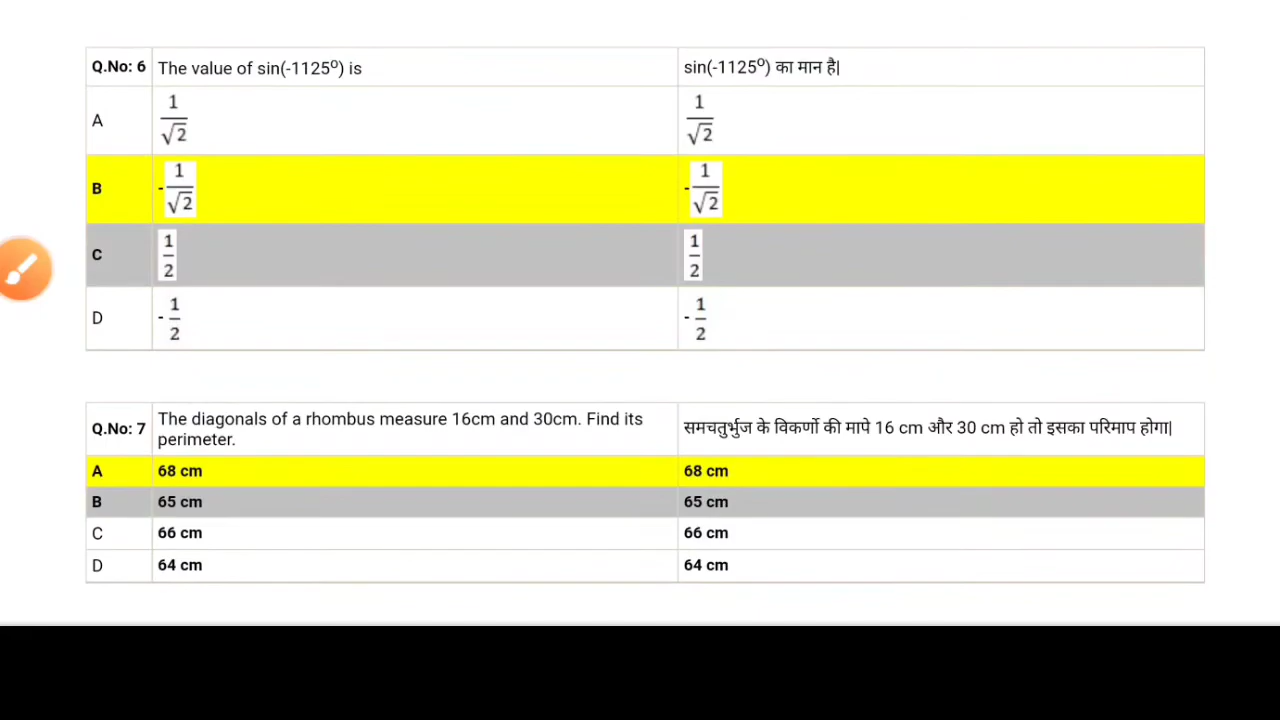 Q.No: 6 The value of sin(-1125⁰) is sin(-1125⁰) का मान है|
A 1/√2 1/√2
B -1/√2 -1/√2
C 1/2 1/2
D - 1/2 - 1/2
Q.No: 7 The diagonals of a rhombus measure 16cm and 30cm. Find its
perimeter. समचतुर्भुज के विकर्णो की मापे 16 cm और 30 cm हो तो इसका परिमाप होगा|
A 68 cm 68 cm
B 65 cm 65 cm
C 66 cm 66 cm
D 64 cm 64 cm